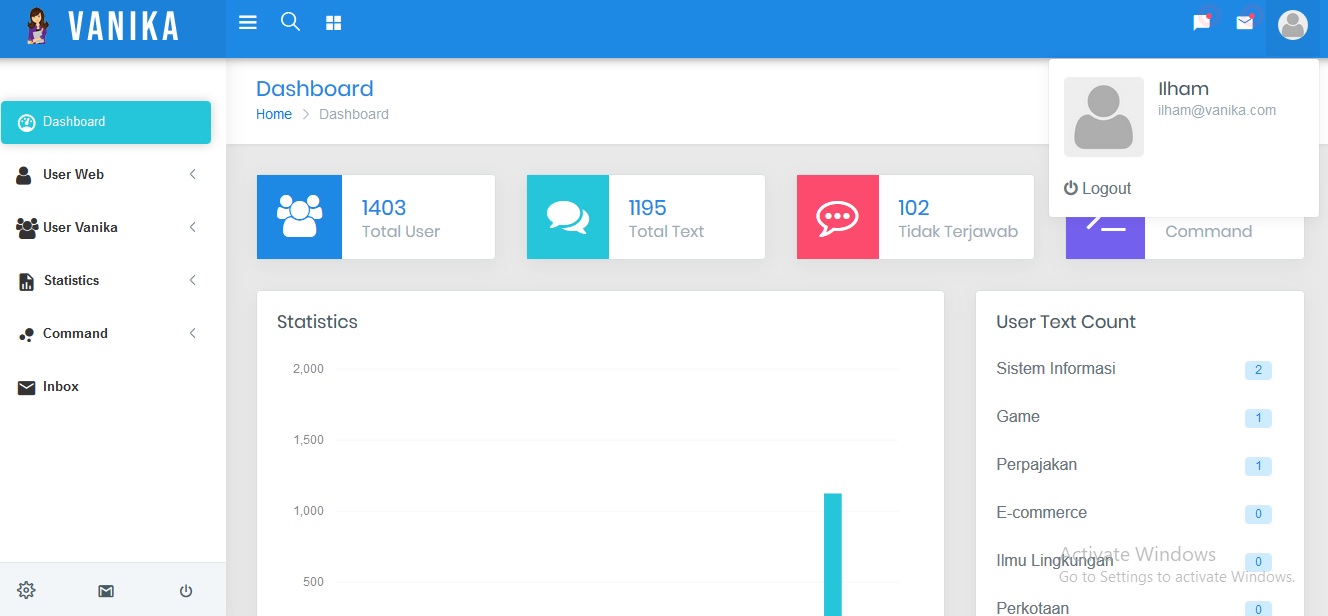 VANIKA
Dashboard
Home > Dashboard
Ilham
ilham@vanika.com
Logout
Dashboard
User Web
User Vanika
Statistics
Command
Inbox
1403
Total User
1195
Total Text
102
Tidak Terjawab
Command
Statistics
2,000
1,500
1,000
500
User Text Count
Sistem Informasi 2
Game 1
Perpajakan 1
E-commerce 0
Ilmu Lingkungan 0
Perkotaan 0
Activate Windows
Go to Settings to activate Windows.